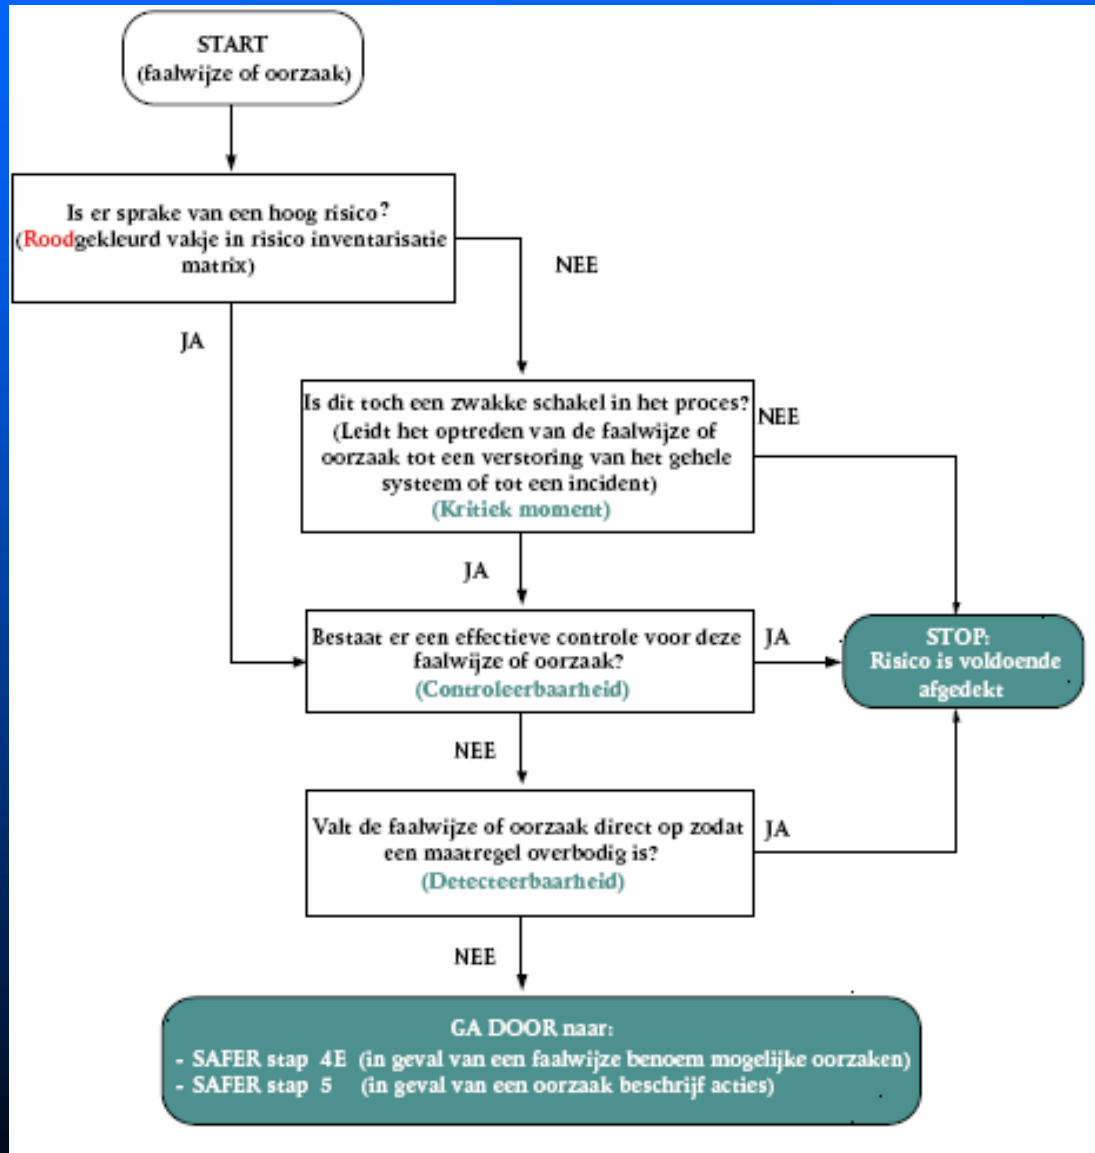 START
(faalwijze of oorzaak)
Is er sprake van een hoog risico?
(Roodgekleurd vakje in risico inventarisatie
matrix)
NEE
JA
Is dit toch een zwakke schakel in het proces?
(Leidt het optreden van de faalwijze of
oorzaak tot een verstoring van het gehele
systeem of tot een incident)
(Kritiek moment)
NEE
JA
Bestaat er een effectieve controle voor deze
faalwijze of oorzaak?
(Controleerbaarheid)
JA
STOP:
Risico is voldoende
afgedekt
NEE
Valt de faalwijze of oorzaak direct op zodat
een maatregel overbodig is?
(Detecteerbaarheid)
JA
NEE
GA DOOR naar:
- SAFER stap 4E (in geval van een faalwijze benoem mogelijke oorzaken)
- SAFER stap 5 (in geval van een oorzaak beschrijf acties)